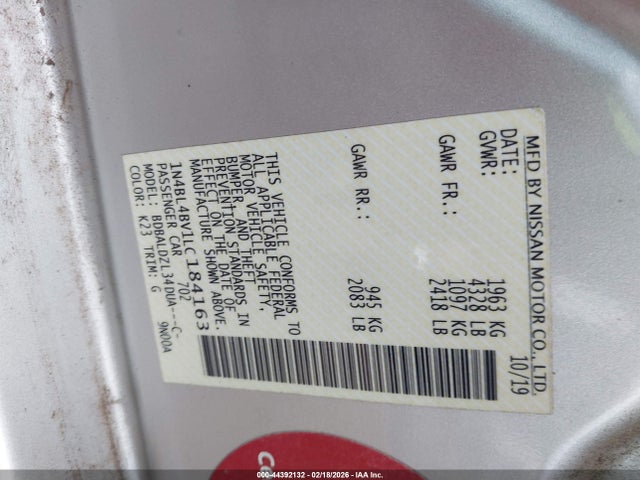 MFD BY NISSAN MOTOR CO., LTD.
DATE: 10/19
GVWR: 1963 KG
4328 LB
GAWR FR.: 1097 KG
2418 LB
GAWR RR.: 945 KG
2083 LB
THIS VEHICLE CONFORMS TO
ALL APPLICABLE FEDERAL
MOTOR VEHICLE SAFETY,
BUMPER, AND THEFT
PREVENTION STANDARDS IN
EFFECT ON THE DATE OF
MANUFACTURE SHOWN ABOVE.
1N4BL4BV1LC184163
PASSENGER CAR 702
MODEL: BDBALDZL34DUA---C-
COLOR: K23 TRIM: G 9N00A
Co
000-44392132 - 02/18/2026 - IAA Inc.